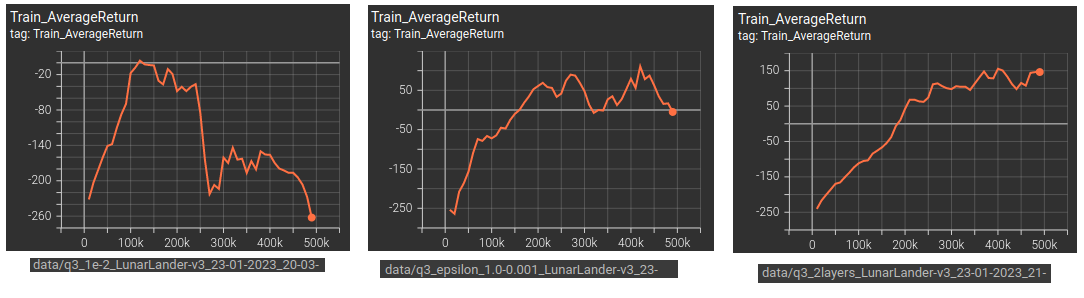 Train_AverageReturn
tag: Train_AverageReturn
-20
-80
-140
-200
-260
0 100k 200k 300k 400k 500k
data/q3_1e-2_LunarLander-v3_23-01-2023_20-03-
Train_AverageReturn
tag: Train_AverageReturn
50
-50
-150
-250
0 100k 200k 300k 400k 500k
data/q3_epsilon_1.0-0.001_LunarLander-v3_23-
Train_AverageReturn
tag: Train_AverageReturn
150
50
-50
-150
-250
0 100k 200k 300k 400k 500k
data/q3_2layers_LunarLander-v3_23-01-2023_21-